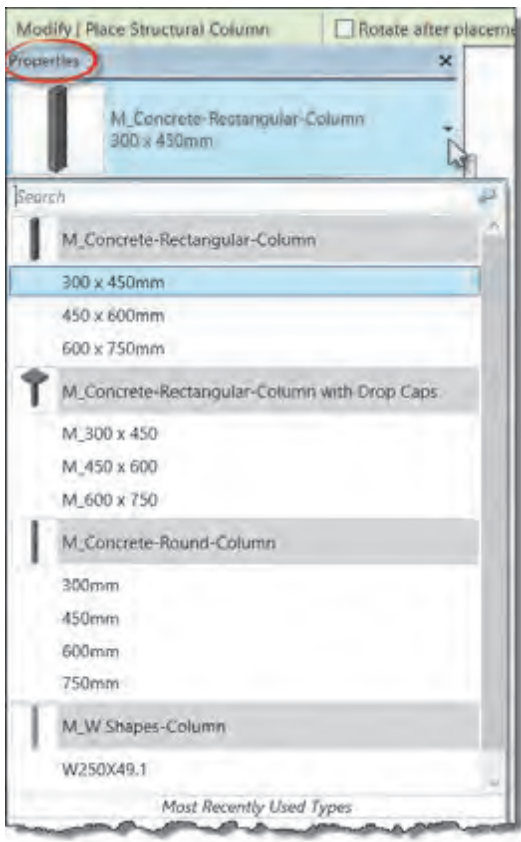 Modify | Place Structural Column Rotate after placeme
Properties
M_Concrete-Rectangular-Column
300 x 450mm
Search
M_Concrete-Rectangular-Column
300 x 450mm
450 x 600mm
600 x 750mm
M_Concrete-Rectangular-Column with Drop Caps
M_300 x 450
M_450 x 600
M_600 x 750
M_Concrete-Round-Column
300mm
450mm
600mm
750mm
M_W Shapes-Column
W250X49.1
Most Recently Used Types